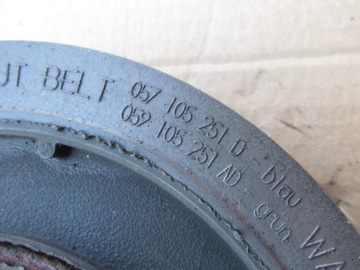 UT BELT 057 105 251 D - blau
059 105 251 AD - grün WA